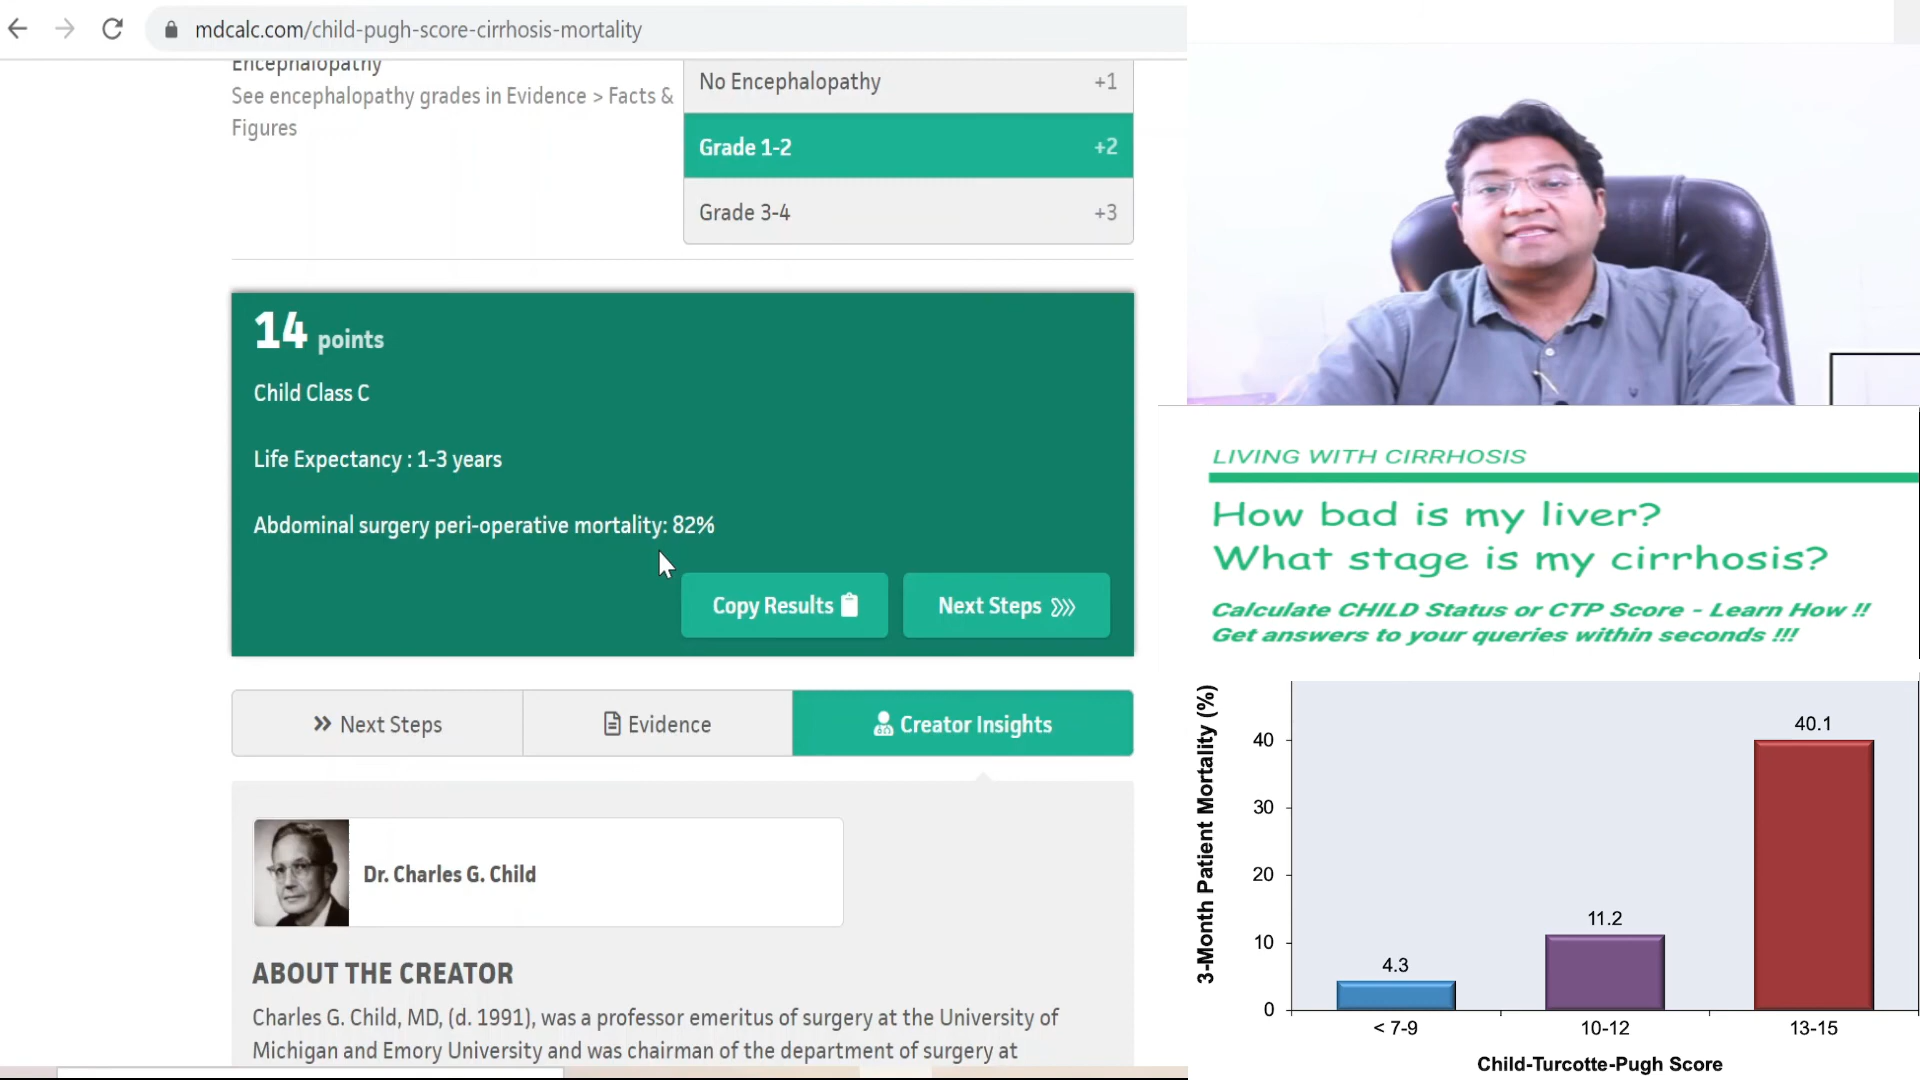 mdcalc.com/child-pugh-score-cirrhosis-mortality
Encephalopathy
See encephalopathy grades in Evidence > Facts &
Figures
No Encephalopathy +1
Grade 1-2 +2
Grade 3-4 +3
14 points
Child Class C
Life Expectancy : 1-3 years
Abdominal surgery peri-operative mortality: 82%
Copy Results
Next Steps
Next Steps
Evidence
Creator Insights
Dr. Charles G. Child
ABOUT THE CREATOR
Charles G. Child, MD, (d. 1991), was a professor emeritus of surgery at the University of
Michigan and Emory University and was chairman of the department of surgery at
LIVING WITH CIRRHOSIS
How bad is my liver?
What stage is my cirrhosis?
Calculate CHILD Status or CTP Score - Learn How !!
Get answers to your queries within seconds !!!
3-Month Patient Mortality (%)
40
30
20
10
0
4.3
11.2
40.1
< 7-9
10-12
13-15
Child-Turcotte-Pugh Score